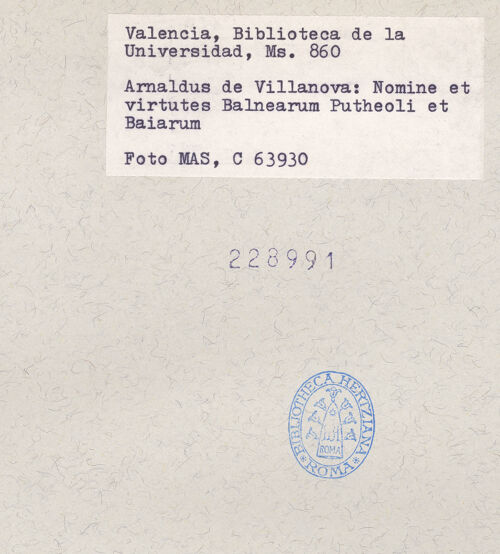 Valencia, Biblioteca de la
Universidad, Ms. 860
Arnaldus de Villanova: Nomine et
virtutes Balnearum Putheoli et
Baiarum
Foto MAS, C 63930
228991
BIBLIOTHECA HERTZIANA
ROMA
ROMA